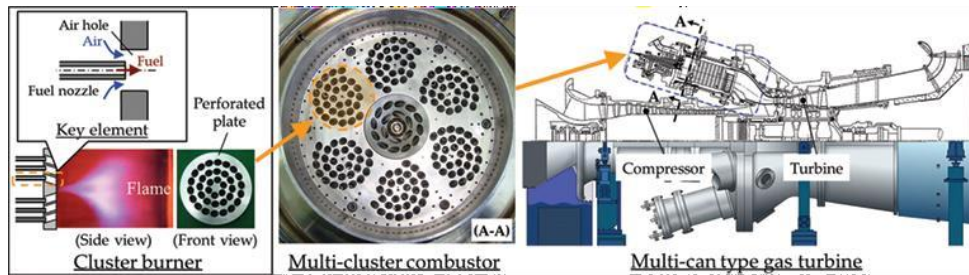 Air hole
Air
Fuel
Fuel nozzle
Key element
Perforated
plate
Flame
(Side view)
(Front view)
Cluster burner
(A-A)
Multi-cluster combustor
A
A
Compressor
Turbine
Multi-can type gas turbine